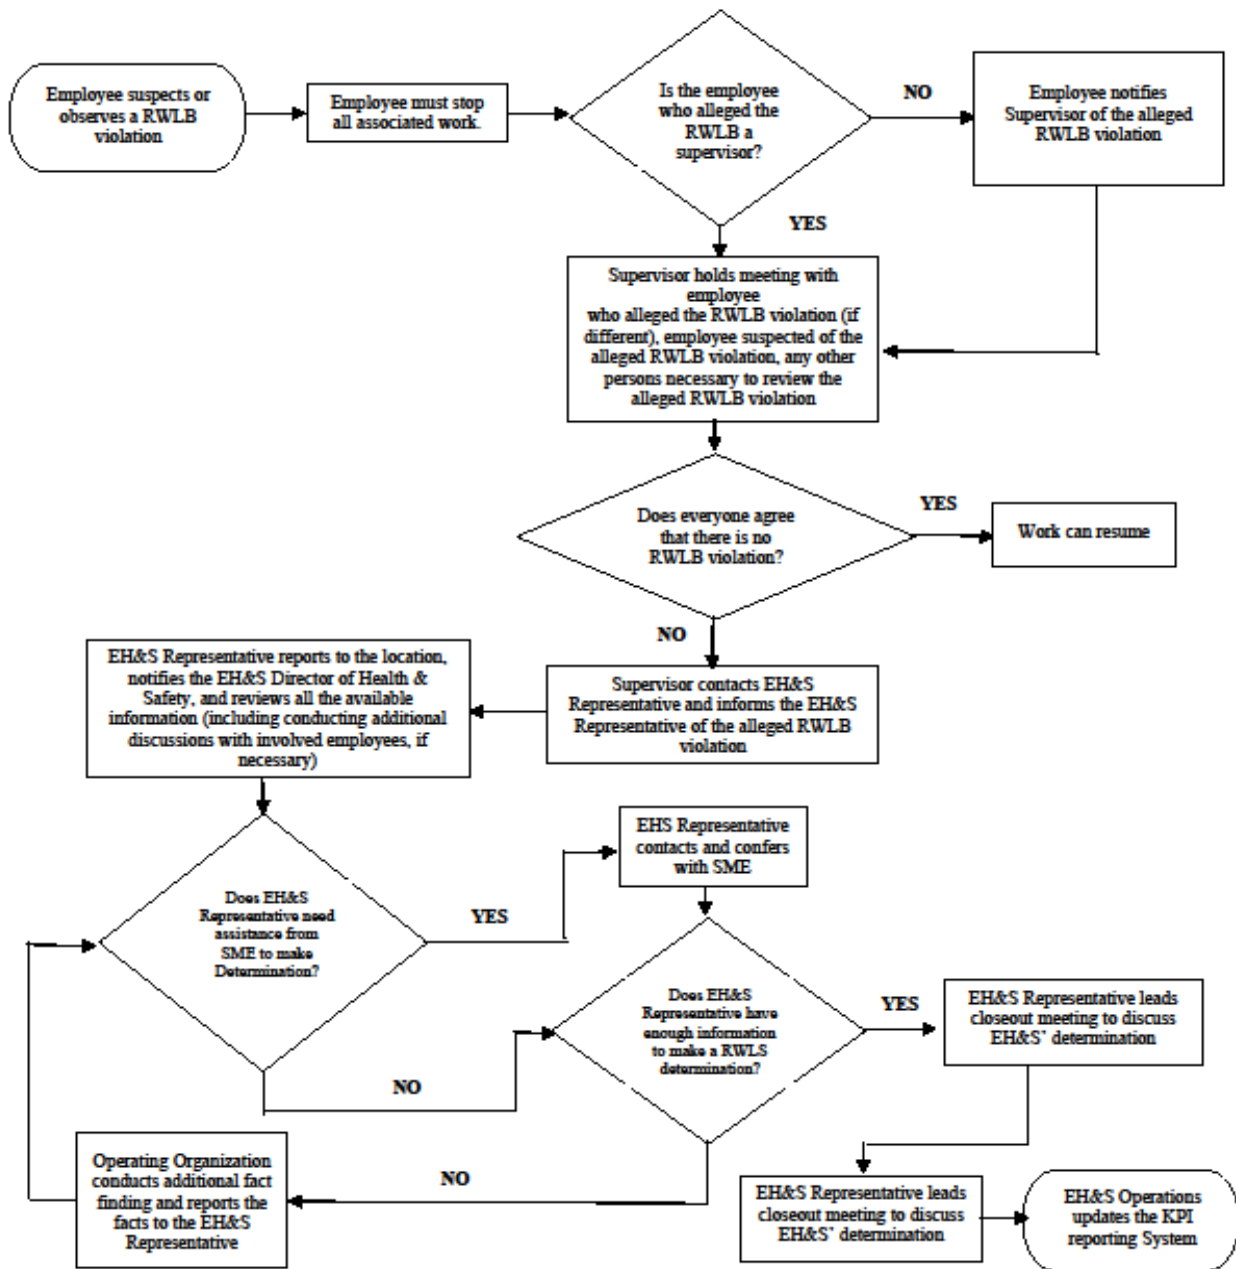 Employee suspects or
observes a RWLB
violation
Employee must stop
all associated work.
Is the employee
who alleged the
RWLB a
supervisor?
NO
Employee notifies
Supervisor of the alleged
RWLB violation
YES
Supervisor holds meeting with
employee
who alleged the RWLB violation (if
different), employee suspected of the
alleged RWLB violation, any other
persons necessary to review the
alleged RWLB violation
Does everyone agree
that there is no
RWLB violation?
YES
Work can resume
NO
Supervisor contacts EH&S
Representative and informs the EH&S
Representative of the alleged RWLB
violation
EH&S Representative reports to the location,
notifies the EH&S Director of Health &
Safety, and reviews all the available
information (including conducting additional
discussions with involved employees, if
necessary)
Does EH&S
Representative need
assistance from
SME to make
Determination?
YES
EHS Representative
contacts and confers
with SME
NO
Does EH&S
Representative have
enough information
to make a RWLS
determination?
YES
EH&S Representative leads
closeout meeting to discuss
EH&S' determination
NO
Operating Organization
conducts additional fact
finding and reports the
facts to the EH&S
Representative
EH&S Representative leads
closeout meeting to discuss
EH&S' determination
EH&S Operations
updates the KPI
reporting System